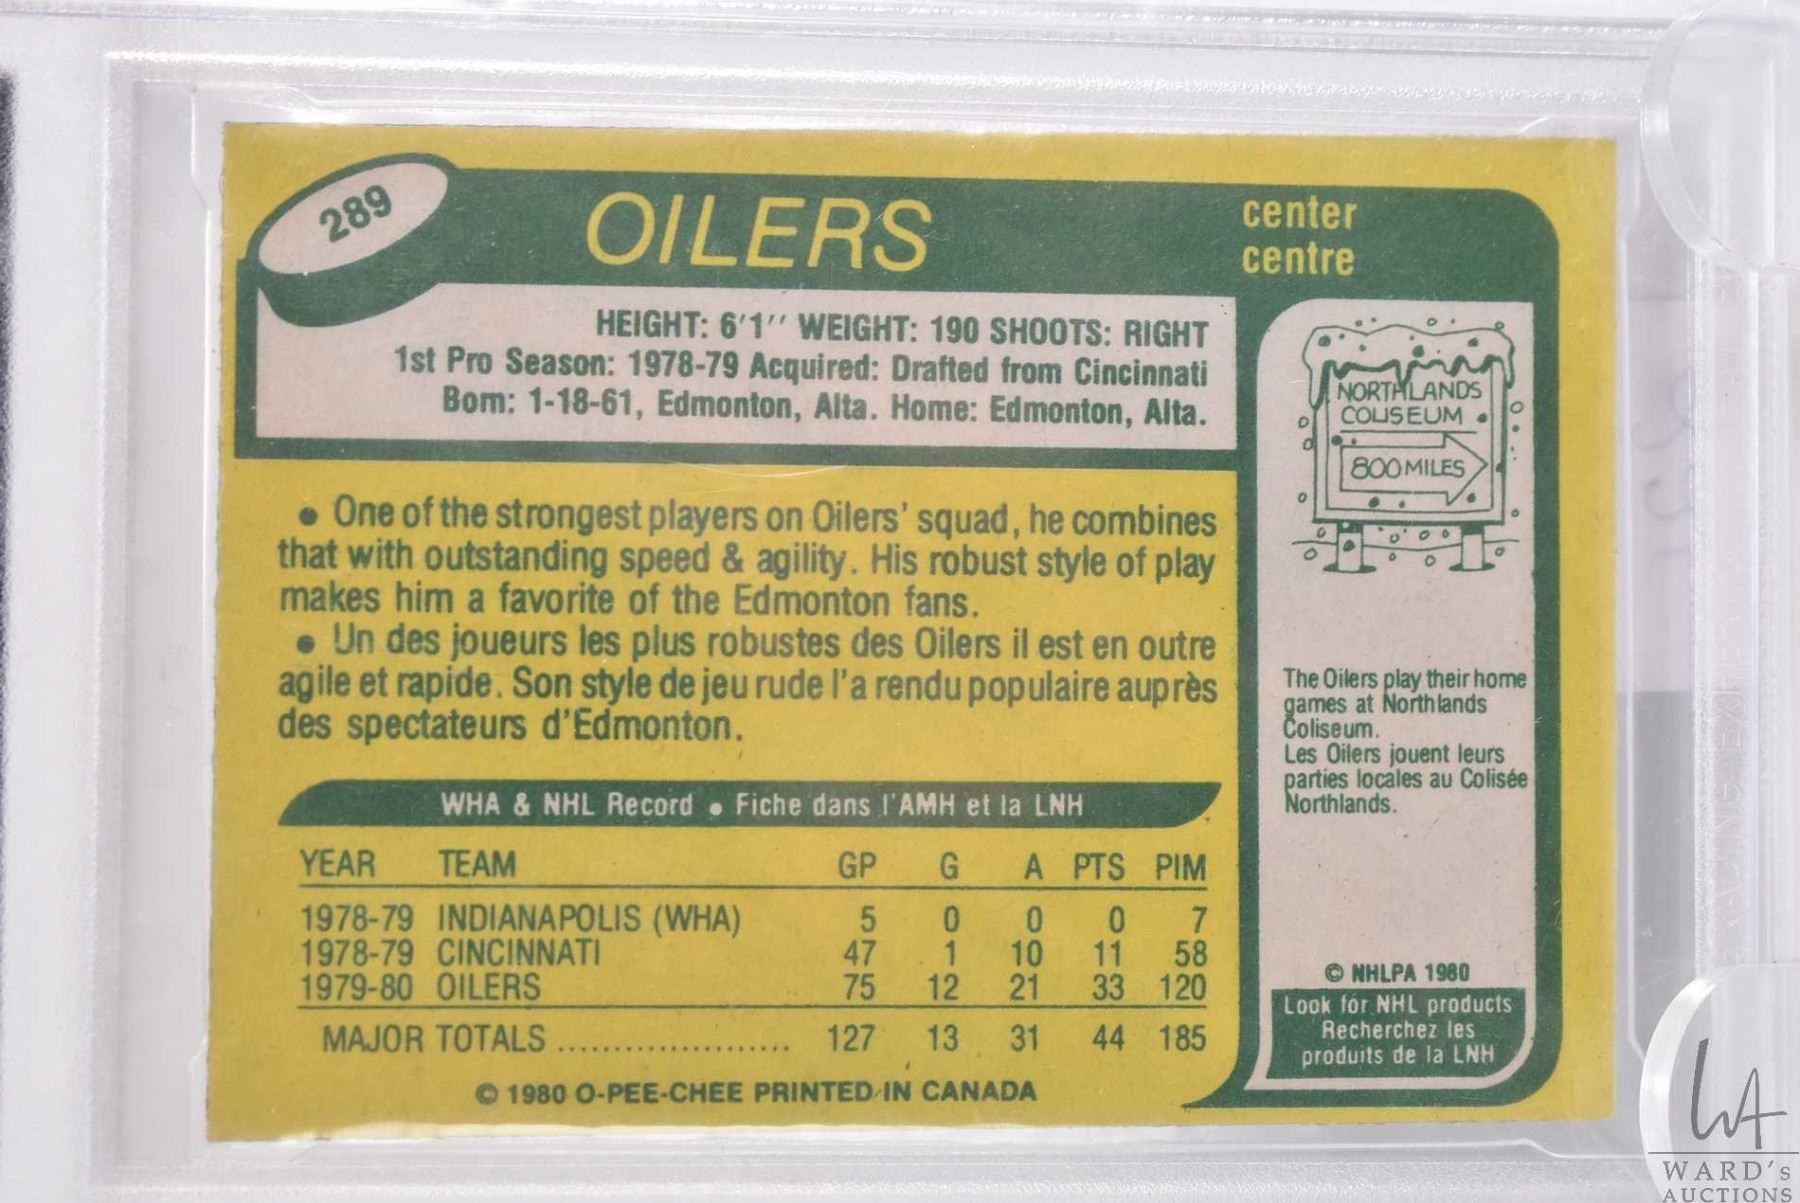 289
OILERS
center
centre
HEIGHT: 6'1'' WEIGHT: 190 SHOOTS: RIGHT
1st Pro Season: 1978-79 Acquired: Drafted from Cincinnati
Born: 1-18-61, Edmonton, Alta. Home: Edmonton, Alta.
NORTHLANDS
COLISEUM
800 MILES
• One of the strongest players on Oilers' squad, he combines
that with outstanding speed & agility. His robust style of play
makes him a favorite of the Edmonton fans.
• Un des joueurs les plus robustes des Oilers il est en outre
agile et rapide. Son style de jeu rude l'a rendu populaire auprès
des spectateurs d'Edmonton.
The Oilers play their home
games at Northlands
Coliseum.
Les Oilers jouent leurs
parties locales au Colisée
Northlands.
WHA & NHL Record • Fiche dans l'AMH et la LNH
YEAR TEAM GP G A PTS PIM
1978-79 INDIANAPOLIS (WHA) 5 0 0 0 7
1978-79 CINCINNATI 47 1 10 11 58
1979-80 OILERS 75 12 21 33 120
MAJOR TOTALS ..................... 127 13 31 44 185
© 1980 O-PEE-CHEE PRINTED IN CANADA
© NHLPA 1980
Look for NHL products
Recherchez les
produits de la LNH
WA
WARD's
AUCTIONS